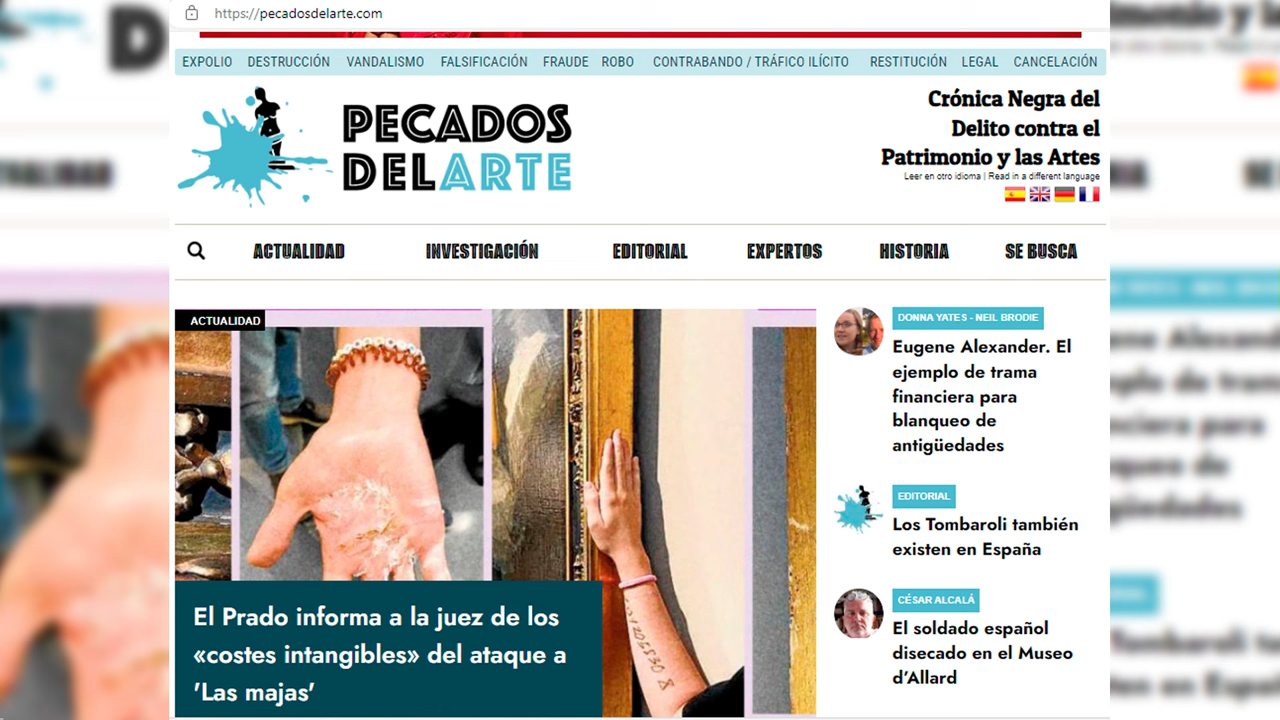 https://pecadosdelarte.com
EXPOLIO DESTRUCCIÓN VANDALISMO FALSIFICACIÓN FRAUDE ROBO CONTRABANDO / TRÁFICO ILÍCITO RESTITUCIÓN LEGAL CANCELACIÓN
PECADOS
DELARTE
Crónica Negra del
Delito contra el
Patrimonio y las Artes
Leer en otro idioma | Read in a different language
ACTUALIDAD INVESTIGACIÓN EDITORIAL EXPERTOS HISTORIA SE BUSCA
ACTUALIDAD
El Prado informa a la juez de los
«costes intangibles» del ataque a
'Las majas'
DONNA YATES - NEIL BRODIE
Eugene Alexander. El
ejemplo de trama
financiera para
blanqueo de
antigüedades
EDITORIAL
Los Tombaroli también
existen en España
CÉSAR ALCALÁ
El soldado español
disecado en el Museo
d’Allard